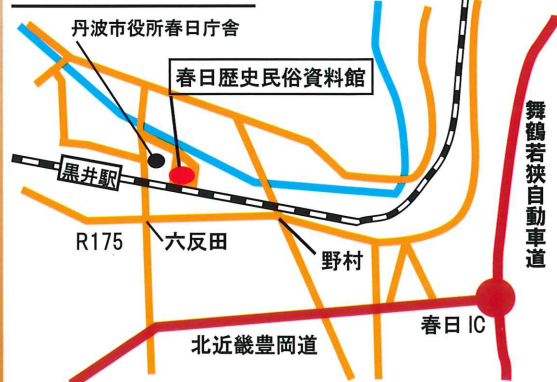 丹波市役所春日庁舎
春日歴史民俗資料館
舞鶴若狭自動車道
黒井駅
R175
六反田
野村
春日IC
北近畿豊岡道